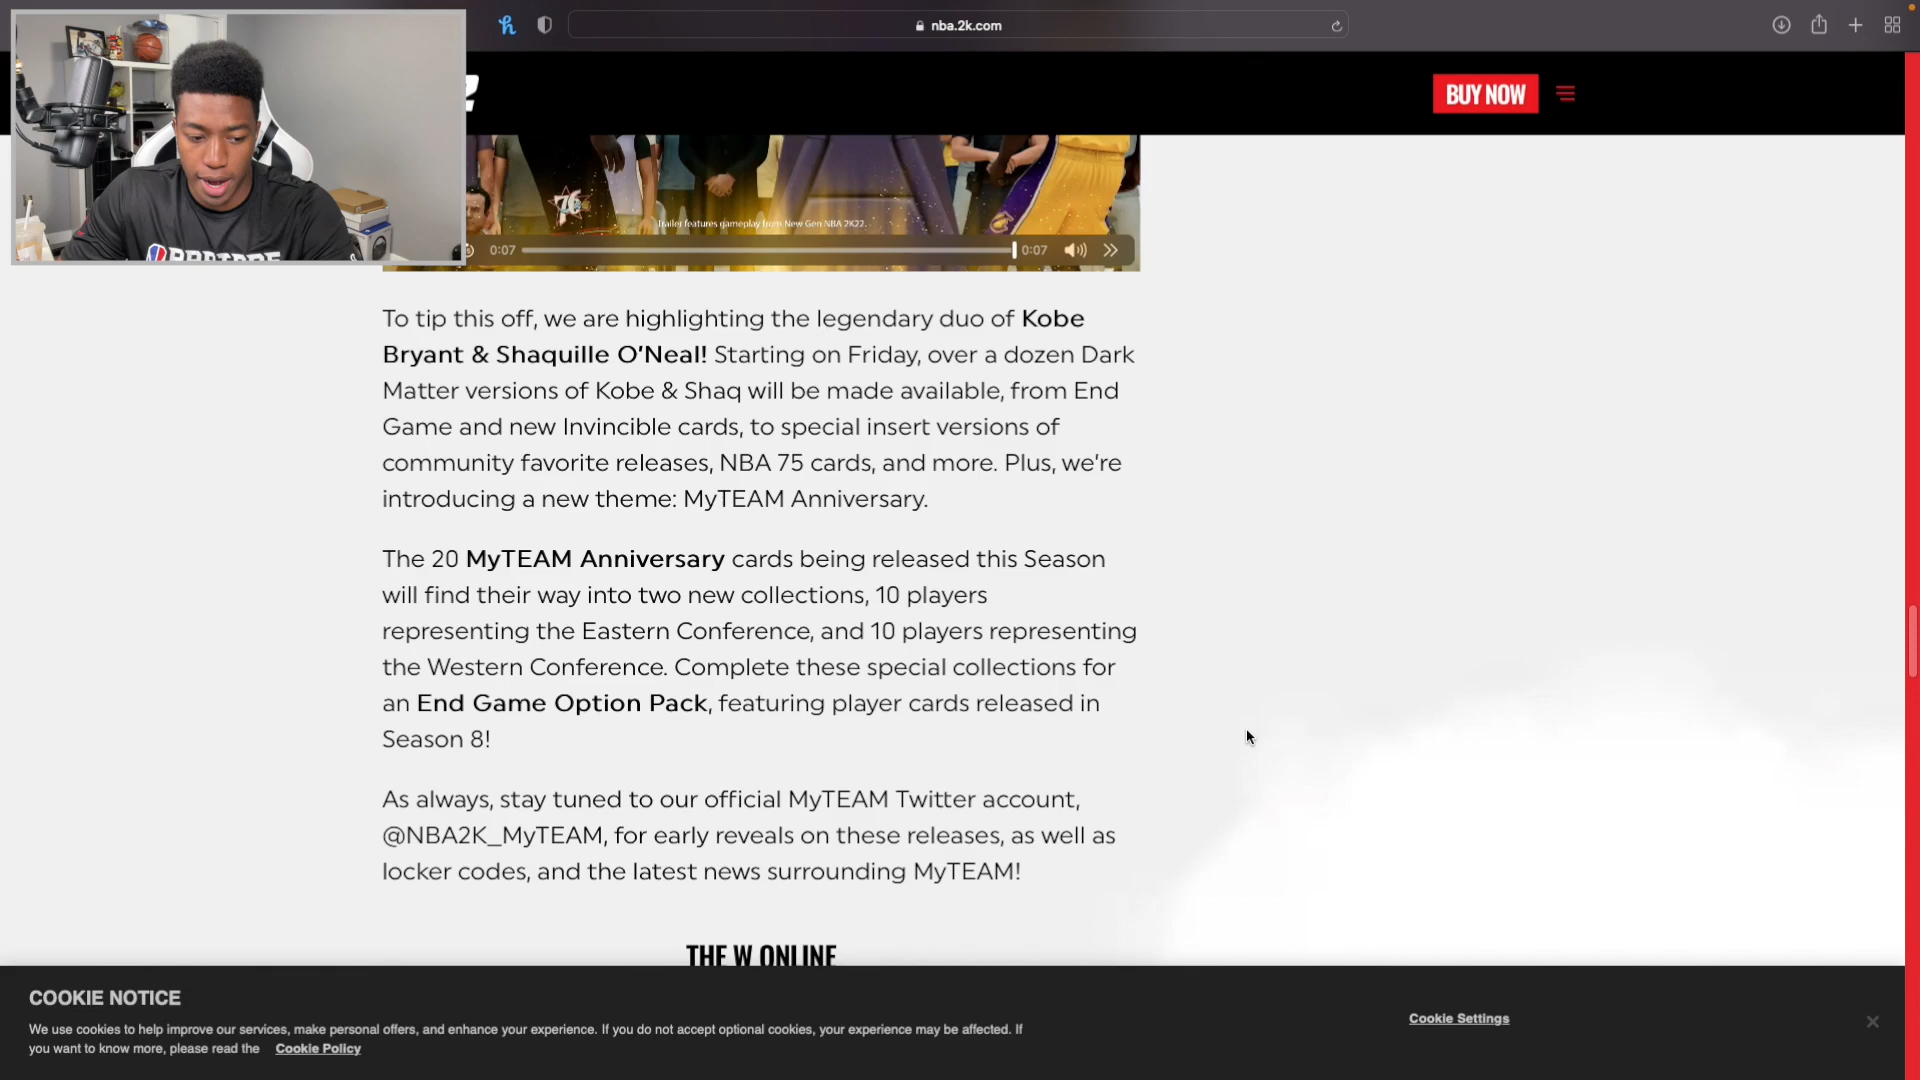 nba.2k.com
BUY NOW
76
Trailer features gameplay from New Gen NBA 2K22.
0:07
0:07
To tip this off, we are highlighting the legendary duo of Kobe
Bryant & Shaquille O'Neal! Starting on Friday, over a dozen Dark
Matter versions of Kobe & Shaq will be made available, from End
Game and new Invincible cards, to special insert versions of
community favorite releases, NBA 75 cards, and more. Plus, we're
introducing a new theme: MyTEAM Anniversary.
The 20 MyTEAM Anniversary cards being released this Season
will find their way into two new collections, 10 players
representing the Eastern Conference, and 10 players representing
the Western Conference. Complete these special collections for
an End Game Option Pack, featuring player cards released in
Season 8!
As always, stay tuned to our official MyTEAM Twitter account,
@NBA2K_MyTEAM, for early reveals on these releases, as well as
locker codes, and the latest news surrounding MyTEAM!
THE W ONLINE
COOKIE NOTICE
We use cookies to help improve our services, make personal offers, and enhance your experience. If you do not accept optional cookies, your experience may be affected. If
you want to know more, please read the Cookie Policy
Cookie Settings